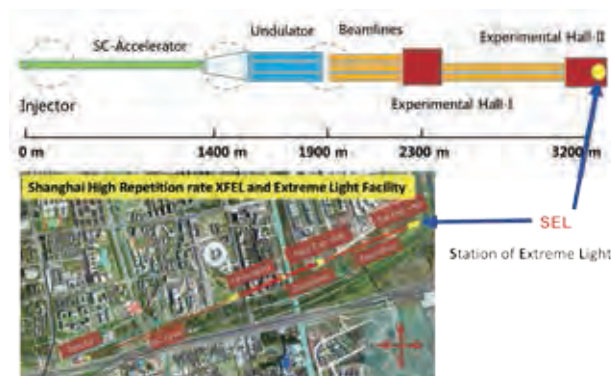 SC-Accelerator
Undulator
Beamlines
Experimental Hall-II
Injector
Experimental Hall-I
0 m
1400 m
1900 m
2300 m
3200 m
Shanghai High Repetition rate XFEL and Extreme Light Facility
SEL
Station of Extreme Light